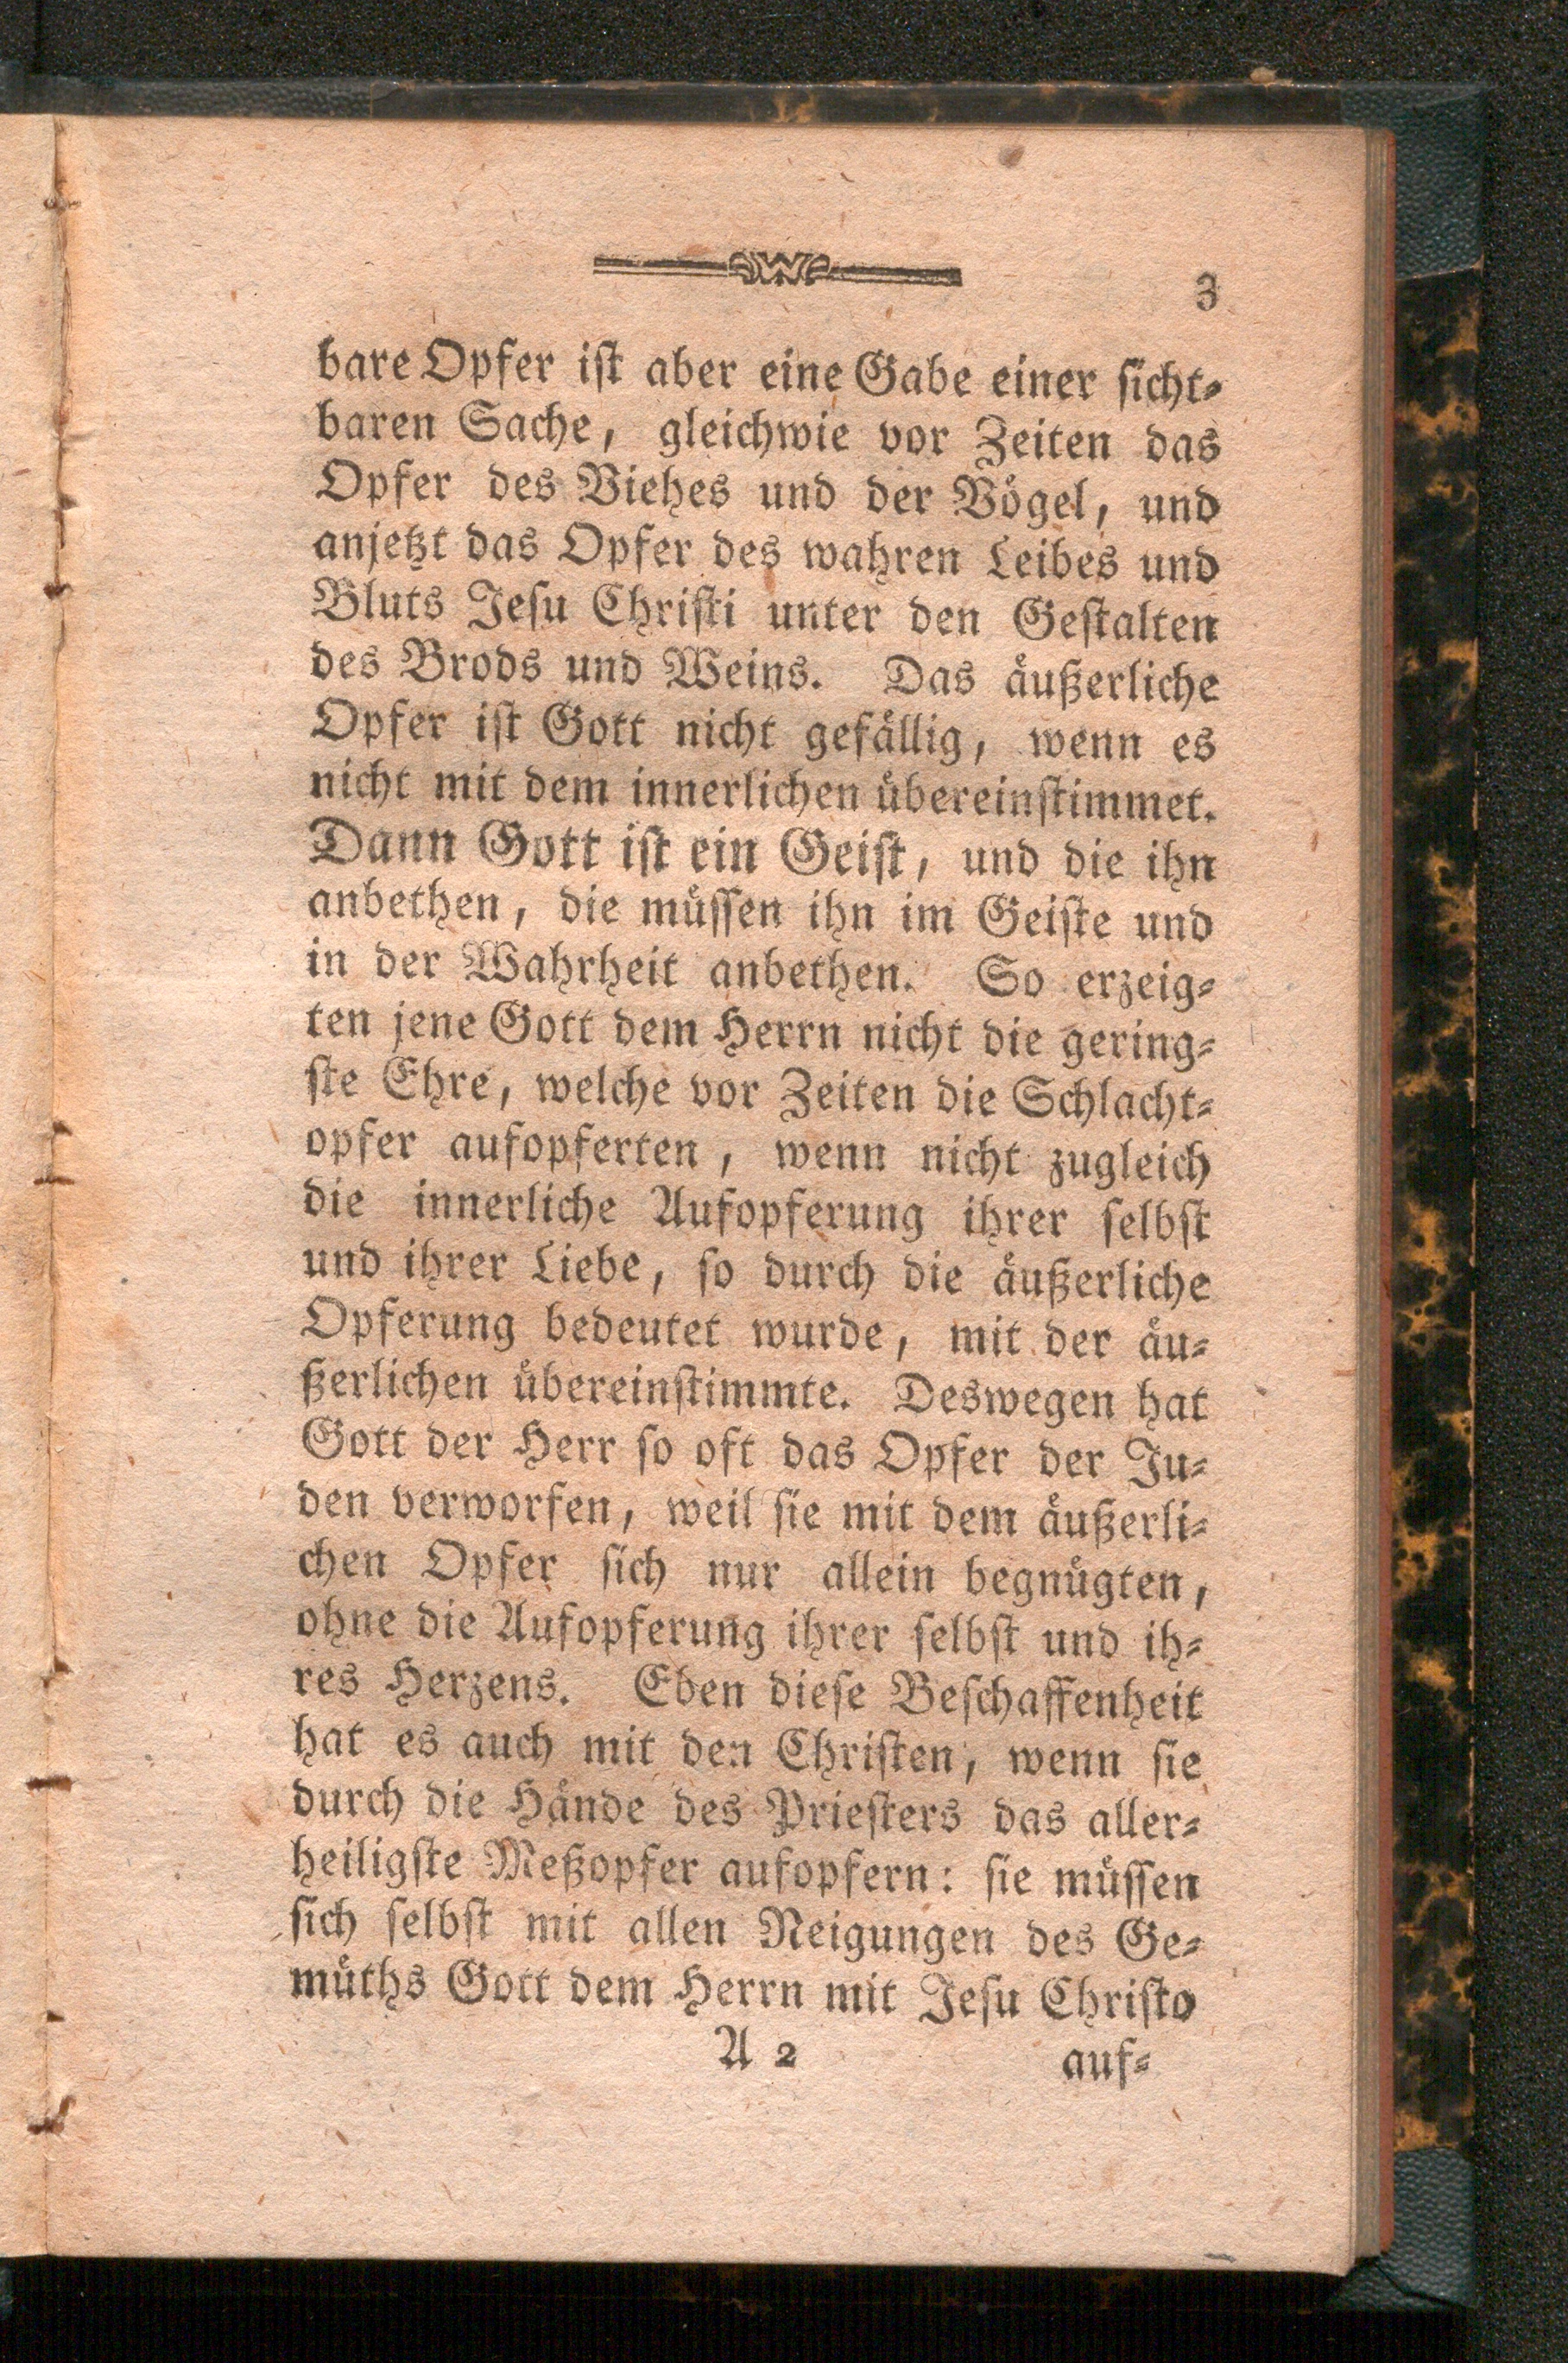 3
bare Opfer iſt aber eine Gabe einer ſicht⸗
baren Sache, gleichwie vor Zeiten das
Opfer des Viehes und der Vögel, und
anjetzt das Opfer des wahren Leibes und
Bluts Jeſu Chriſti unter den Geſtalten
des Brods und Weins. Das äußerliche
Opfer iſt Gott nicht gefällig, wenn es
nicht mit dem innerlichen übereinſtimmet.
Dann Gott iſt ein Geiſt, und die ihn
anbethen, die müſſen ihn im Geiſte und
in der Wahrheit anbethen. So erzeig⸗
ten jene Gott dem Herrn nicht die gering⸗
ſte Ehre, welche vor Zeiten die Schlacht⸗
opfer aufopferten, wenn nicht zugleich
die innerliche Aufopferung ihrer ſelbſt
und ihrer Liebe, ſo durch die äußerliche
Opferung bedeutet wurde, mit der äu⸗
ßerlichen übereinſtimmte. Deswegen hat
Gott der Herr ſo oft das Opfer der Ju⸗
den verworfen, weil ſie mit dem äußerli⸗
chen Opfer ſich nur allein begnügten,
ohne die Aufopferung ihrer ſelbſt und ih⸗
res Herzens. Eben dieſe Beſchaffenheit
hat es auch mit den Chriſten, wenn ſie
durch die Hände des Prieſters das aller⸗
heiligſte Meßopfer aufopfern: ſie müſſen
ſich ſelbſt mit allen Neigungen des Ge⸗
müths Gott dem Herrn mit Jeſu Chriſto
A 2 auf⸗